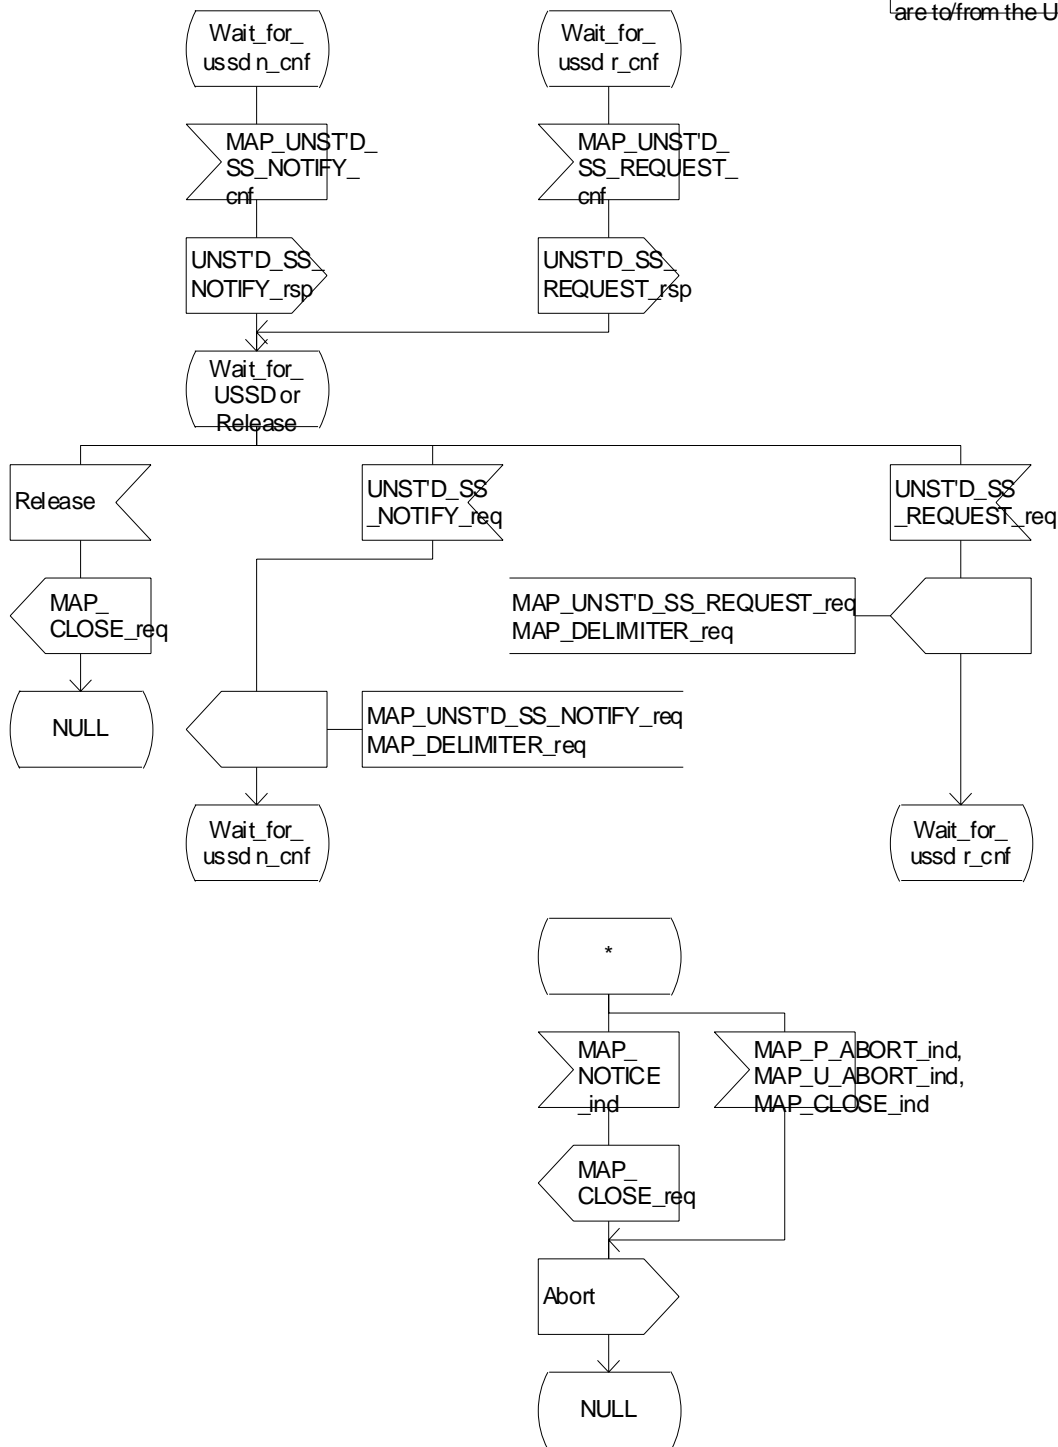 are to/from the U
Wait_for_
ussd n_cnf
Wait_for_
ussd r_cnf
MAP_UNST'D_
SS_NOTIFY_
cnf
MAP_UNST'D_
SS_REQUEST_
cnf
UNST'D_SS_
NOTIFY_rsp
UNST'D_SS_
REQUEST_rsp
Wait_for_
USSD or
Release
Release
UNST'D_SS
_NOTIFY_req
UNST'D_SS
_REQUEST_req
MAP_
CLOSE_req
MAP_UNST'D_SS_REQUEST_req
MAP_DELIMITER_req
NULL
MAP_UNST'D_SS_NOTIFY_req
MAP_DELIMITER_req
Wait_for_
ussd n_cnf
Wait_for_
ussd r_cnf
*
MAP_
NOTICE
_ind
MAP_P_ABORT_ind,
MAP_U_ABORT_ind,
MAP_CLOSE_ind
MAP_
CLOSE_req
Abort
NULL